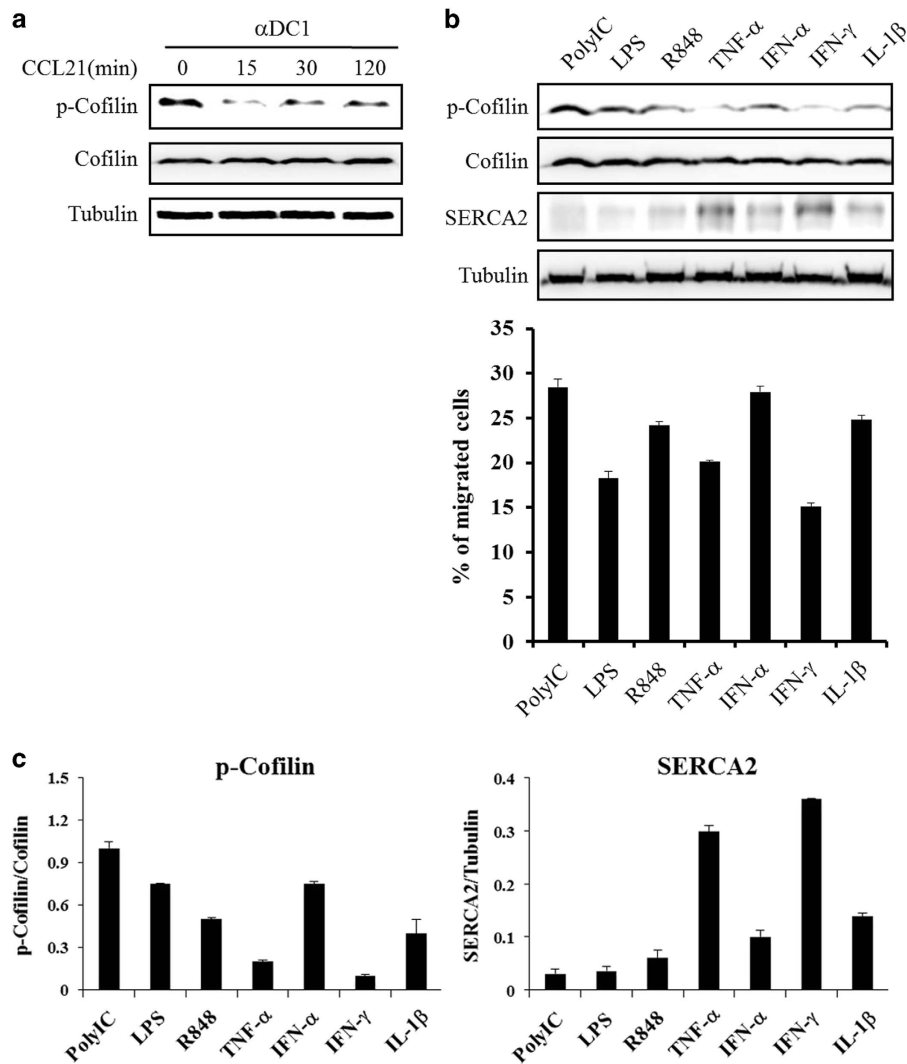 a
αDC1
CCL21(min) 0 15 30 120
p-Cofilin
Cofilin
Tubulin
b
PolyIC LPS R848 TNF-α IFN-α IFN-γ IL-1β
p-Cofilin
Cofilin
SERCA2
Tubulin
% of migrated cells
35
30
25
20
15
10
5
0
PolyIC LPS R848 TNF-α IFN-α IFN-γ IL-1β
c
p-Cofilin
p-Cofilin/Cofilin
1.5
1.2
0.9
0.6
0.3
0
PolyIC LPS R848 TNF-α IFN-α IFN-γ IL-1β
SERCA2
SERCA2/Tubulin
0.4
0.3
0.2
0.1
0
PolyIC LPS R848 TNF-α IFN-α IFN-γ IL-1β